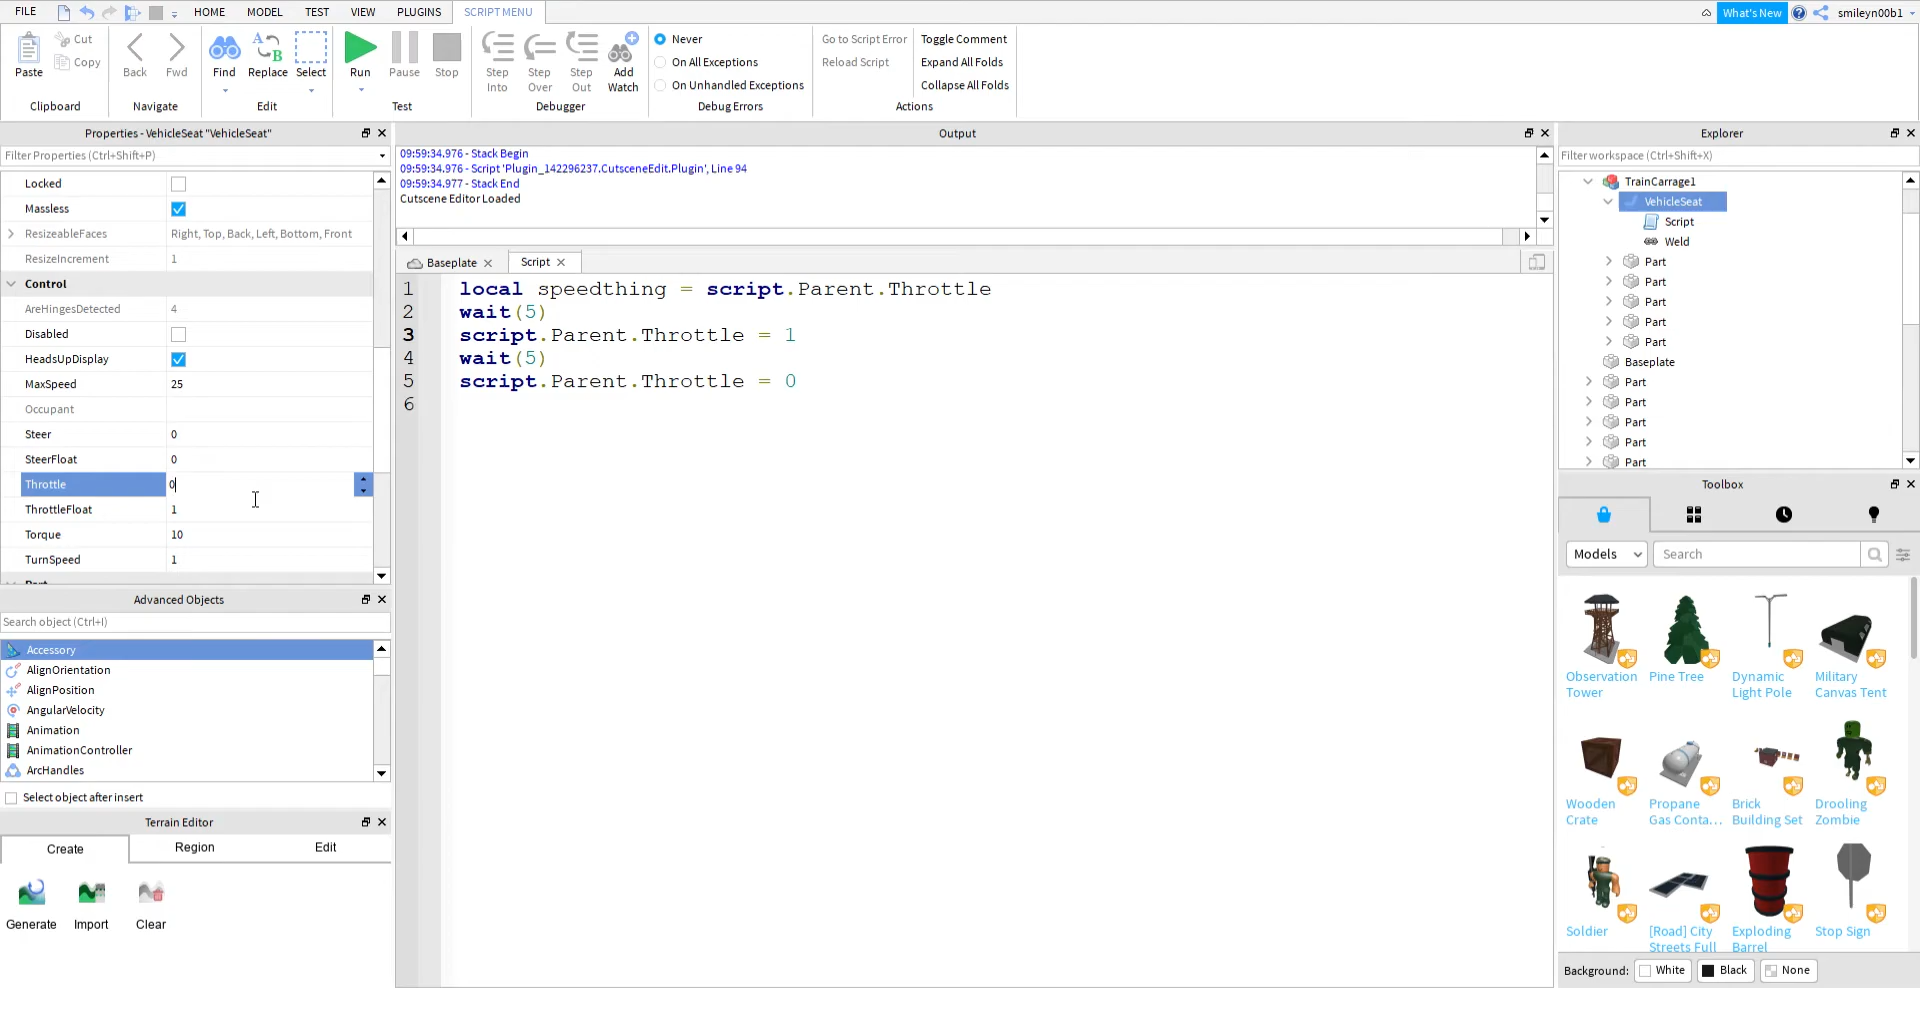 FILE
HOME
MODEL
TEST
VIEW
PLUGINS
SCRIPT MENU
What's New
smileyn00b1
Paste
Cut
Copy
Clipboard
Back
Fwd
Navigate
Find
Replace
Select
Edit
Run
Pause
Stop
Test
Step
Into
Step
Over
Step
Out
Add
Watch
Debugger
Never
On All Exceptions
On Unhandled Exceptions
Debug Errors
Go to Script Error
Reload Script
Toggle Comment
Expand All Folds
Collapse All Folds
Actions
Properties - VehicleSeat "VehicleSeat"
Filter Properties (Ctrl+Shift+P)
Locked
Massless
ResizeableFaces Right, Top, Back, Left, Bottom, Front
ResizeIncrement 1
Control
AreHingesDetected 4
Disabled
HeadsUpDisplay
MaxSpeed 25
Occupant
Steer 0
SteerFloat 0
Throttle 0
ThrottleFloat 1
Torque 10
TurnSpeed 1
Part
Advanced Objects
Search object (Ctrl+I)
Accessory
AlignOrientation
AlignPosition
AngularVelocity
Animation
AnimationController
ArcHandles
Select object after insert
Terrain Editor
Create
Region
Edit
Generate
Import
Clear
Output
09:59:34.976 - Stack Begin
09:59:34.976 - Script 'Plugin_142296237.CutsceneEdit.Plugin', Line 94
09:59:34.977 - Stack End
Cutscene Editor Loaded
Baseplate
Script
1 local speedthing = script.Parent.Throttle
2 wait(5)
3 script.Parent.Throttle = 1
4 wait(5)
5 script.Parent.Throttle = 0
6
Explorer
Filter workspace (Ctrl+Shift+X)
TrainCarrage1
VehicleSeat
Script
Weld
Part
Part
Part
Part
Part
Baseplate
Part
Part
Part
Part
Part
Toolbox
Models
Search
Observation
Tower
Pine Tree
Dynamic
Light Pole
Military
Canvas Tent
Wooden
Crate
Propane
Gas Conta...
Brick
Building Set
Drooling
Zombie
Soldier
[Road] City
Streets Full
Exploding
Barrel
Stop Sign
Background:
White
Black
None